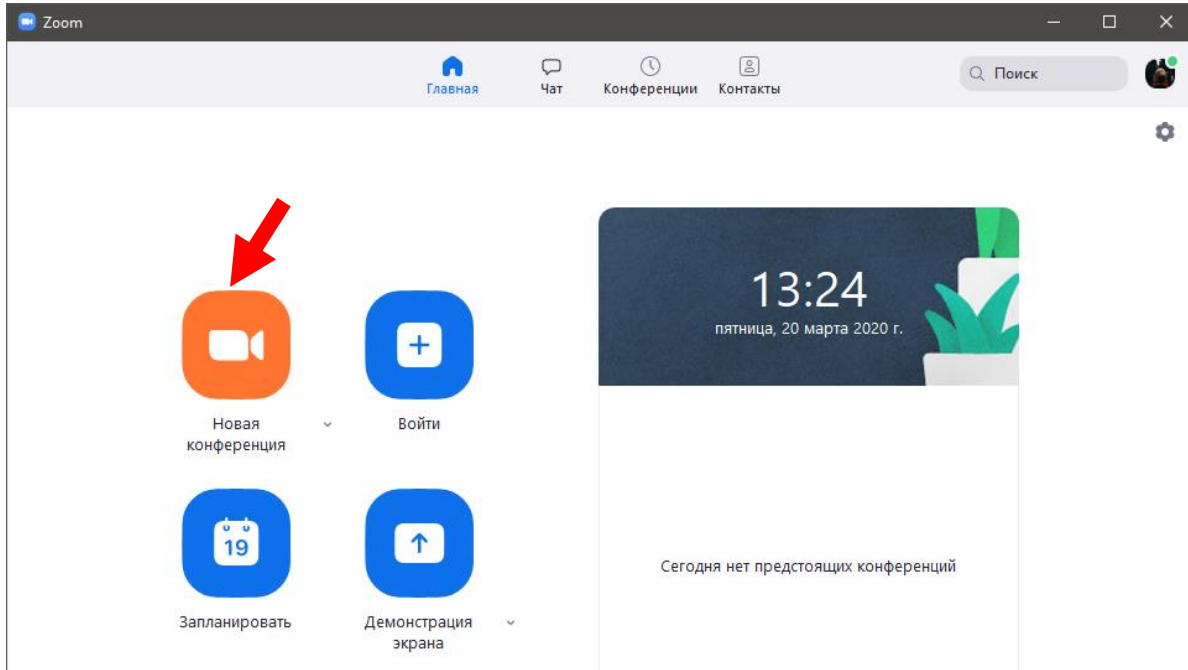 Zoom
Главная
Чат
Конференции
Контакты
Поиск
13:24
пятница, 20 марта 2020 г.
Новая
конференция
Войти
19
Запланировать
Демонстрация
экрана
Сегодня нет предстоящих конференций